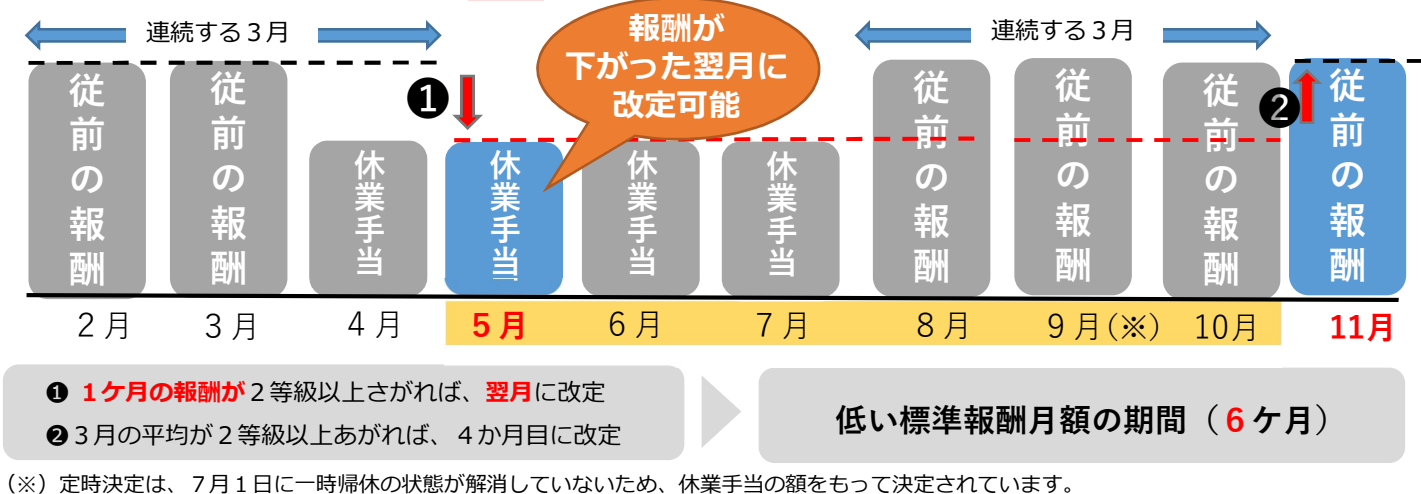 連続する３月
連続する３月
報酬が
下がった翌月に
改定可能
❶
❷
従前の報酬
従前の報酬
休業手当
休業手当
休業手当
休業手当
従前の報酬
従前の報酬
従前の報酬
従前の報酬
２月
３月
４月
５月
６月
７月
８月
９月(※)
10月
11月
❶ １ケ月の報酬が２等級以上さがれば、翌月に改定
❷３月の平均が２等級以上あがれば、４か月目に改定
低い標準報酬月額の期間（６ケ月）
（※）定時決定は、７月１日に一時帰休の状態が解消していないため、休業手当の額をもって決定されています。